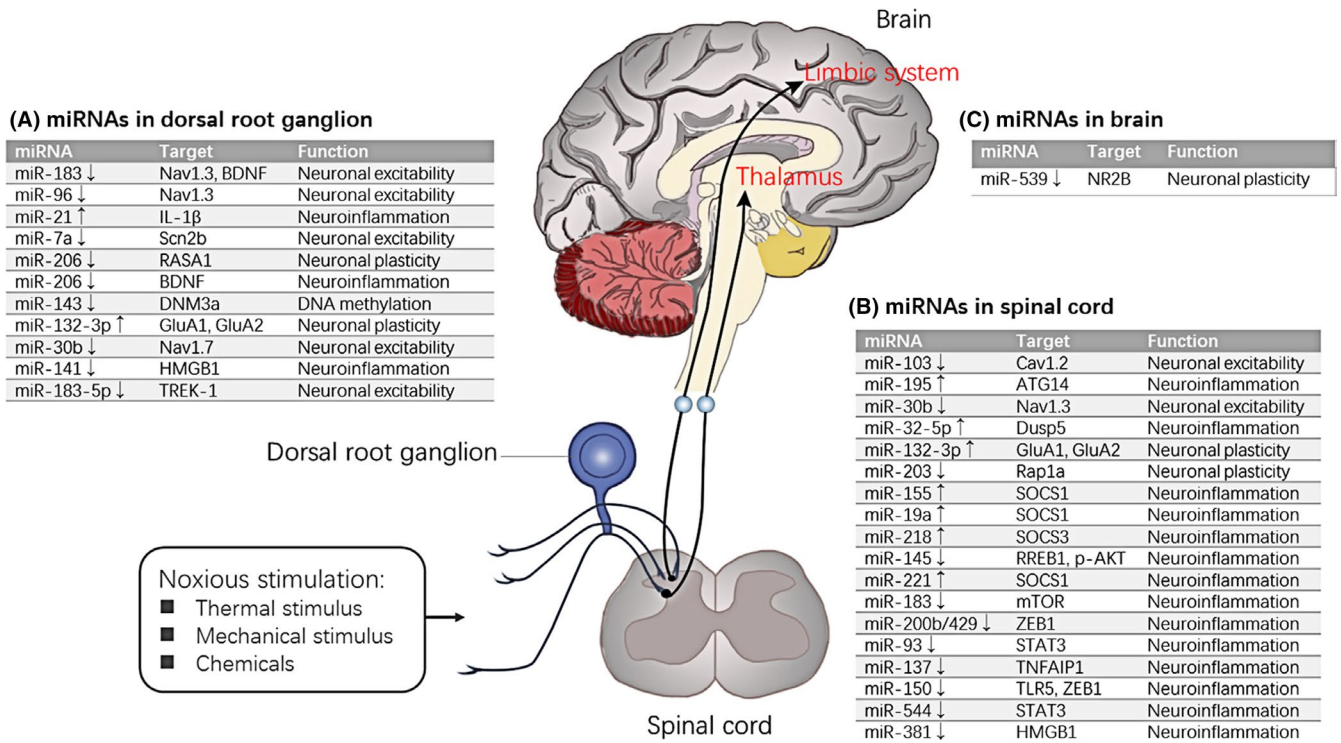 Brain
Limbic system
Thalamus
(A) miRNAs in dorsal root ganglion
miRNA Target Function
miR-183 ↓ Nav1.3, BDNF Neuronal excitability
miR-96 ↓ Nav1.3 Neuronal excitability
miR-21 ↑ IL-1β Neuroinflammation
miR-7a ↓ Scn2b Neuronal excitability
miR-206 ↓ RASA1 Neuronal plasticity
miR-206 ↓ BDNF Neuroinflammation
miR-143 ↓ DNM3a DNA methylation
miR-132-3p ↑ GluA1, GluA2 Neuronal plasticity
miR-30b ↓ Nav1.7 Neuronal excitability
miR-141 ↓ HMGB1 Neuroinflammation
miR-183-5p ↓ TREK-1 Neuronal excitability
(C) miRNAs in brain
miRNA Target Function
miR-539 ↓ NR2B Neuronal plasticity
(B) miRNAs in spinal cord
miRNA Target Function
miR-103 ↓ Cav1.2 Neuronal excitability
miR-195 ↑ ATG14 Neuroinflammation
miR-30b ↓ Nav1.3 Neuronal excitability
miR-32-5p ↑ Dusp5 Neuroinflammation
miR-132-3p ↑ GluA1, GluA2 Neuronal plasticity
miR-203 ↓ Rap1a Neuronal plasticity
miR-155 ↑ SOCS1 Neuroinflammation
miR-19a ↑ SOCS1 Neuroinflammation
miR-218 ↑ SOCS3 Neuroinflammation
miR-145 ↓ RREB1, p-AKT Neuroinflammation
miR-221 ↑ SOCS1 Neuroinflammation
miR-183 ↓ mTOR Neuroinflammation
miR-200b/429 ↓ ZEB1 Neuroinflammation
miR-93 ↓ STAT3 Neuroinflammation
miR-137 ↓ TNFAIP1 Neuroinflammation
miR-150 ↓ TLR5, ZEB1 Neuroinflammation
miR-544 ↓ STAT3 Neuroinflammation
miR-381 ↓ HMGB1 Neuroinflammation
Dorsal root ganglion
Noxious stimulation:
■ Thermal stimulus
■ Mechanical stimulus
■ Chemicals
Spinal cord